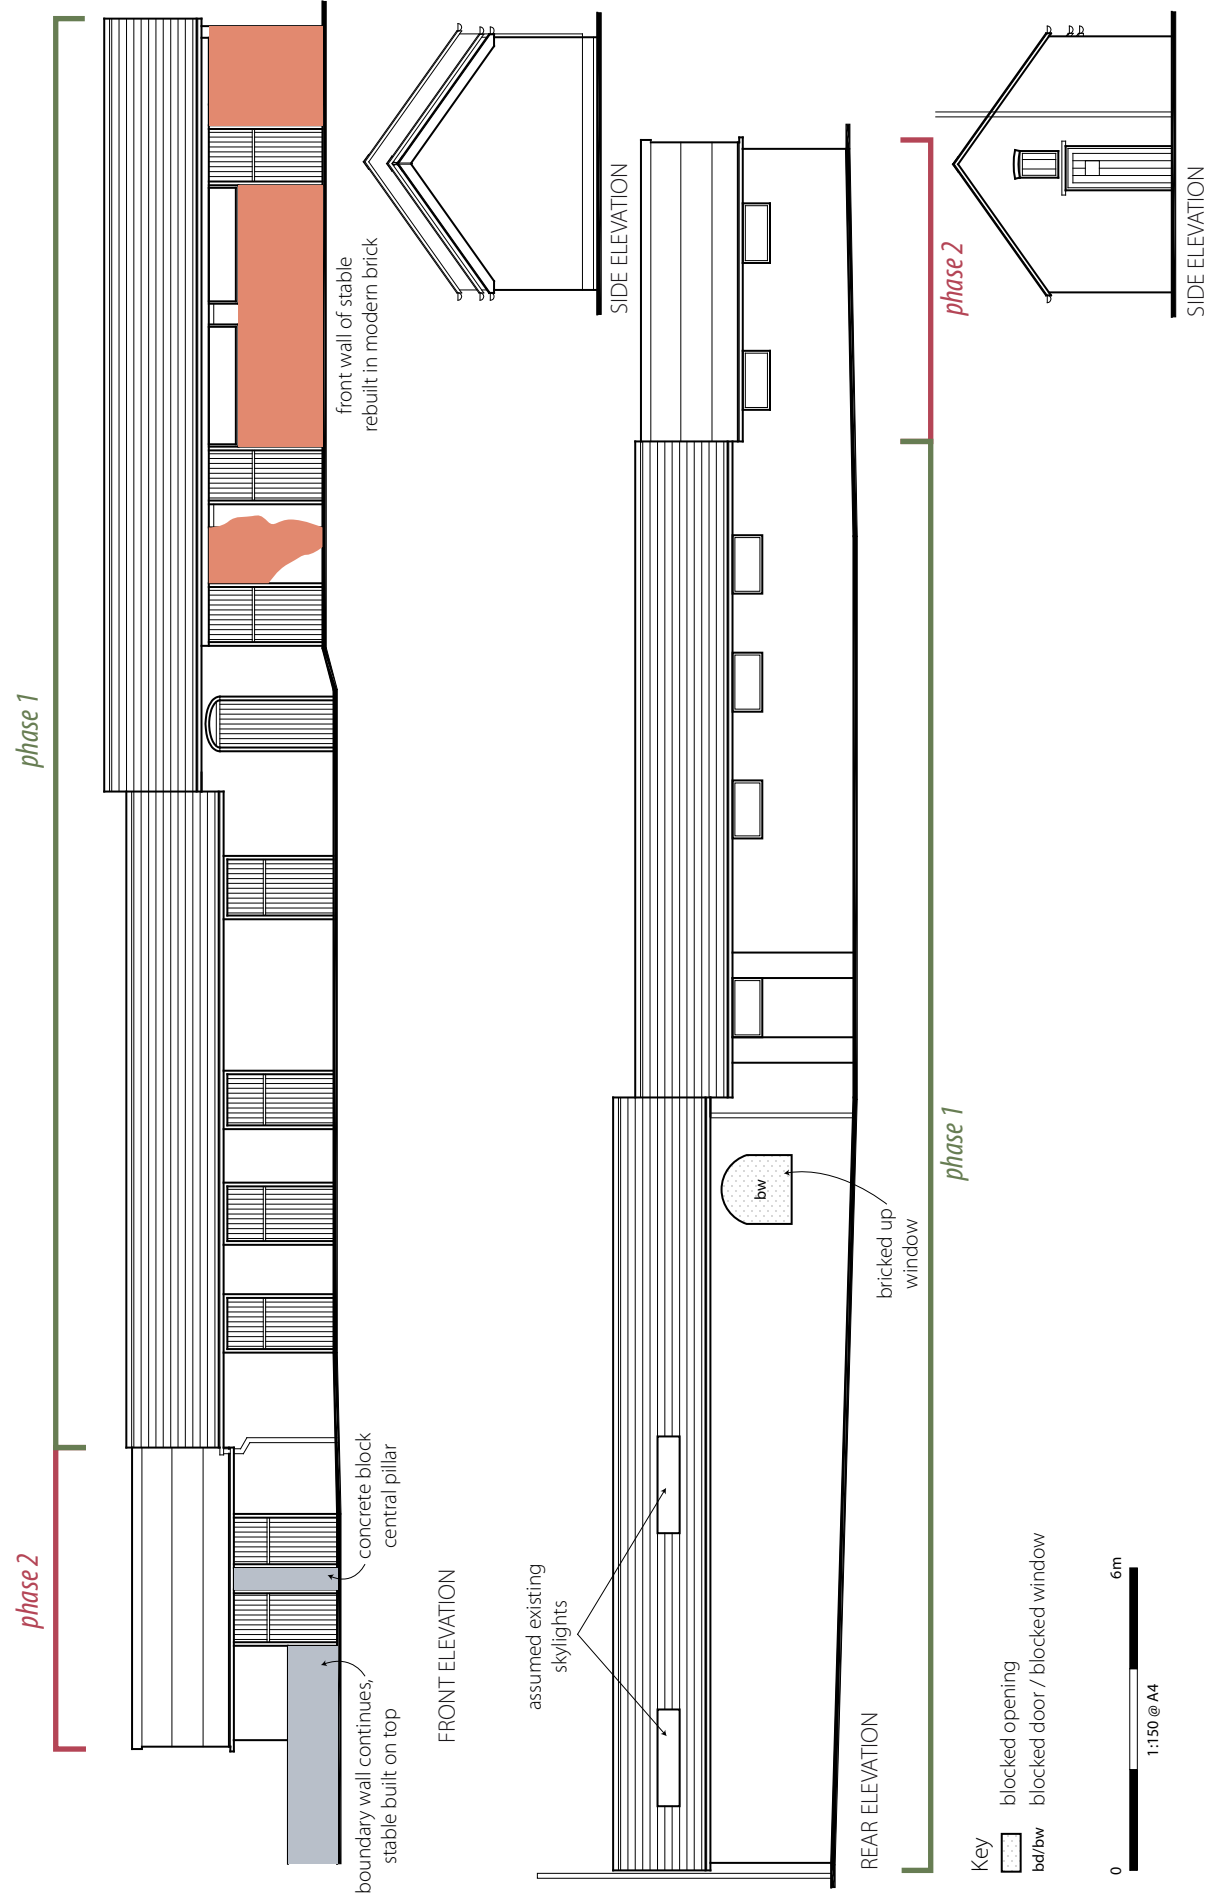 phase 2
phase 1
boundary wall continues,
stable built on top
concrete block
central pillar
front wall of stable
rebuilt in modern brick
FRONT ELEVATION
SIDE ELEVATION
assumed existing
skylights
bw
bricked up
window
REAR ELEVATION
phase 1
phase 2
SIDE ELEVATION
Key
blocked opening
bd/bw blocked door / blocked window
0 6m
1:150 @ A4